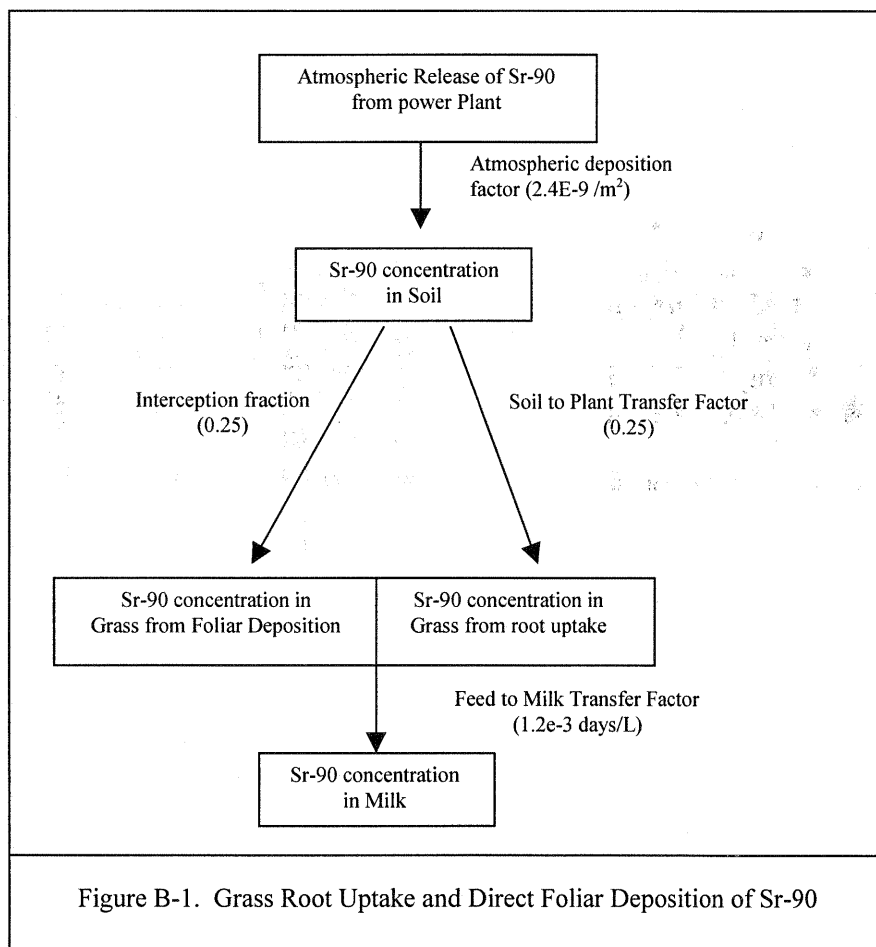 Atmospheric Release of Sr-90
from power Plant
Atmospheric deposition
factor (2.4E-9 /m²)
Sr-90 concentration
in Soil
Interception fraction
(0.25)
Soil to Plant Transfer Factor
(0.25)
Sr-90 concentration in
Grass from Foliar Deposition
Sr-90 concentration in
Grass from root uptake
Feed to Milk Transfer Factor
(1.2e-3 days/L)
Sr-90 concentration
in Milk
Figure B-1. Grass Root Uptake and Direct Foliar Deposition of Sr-90